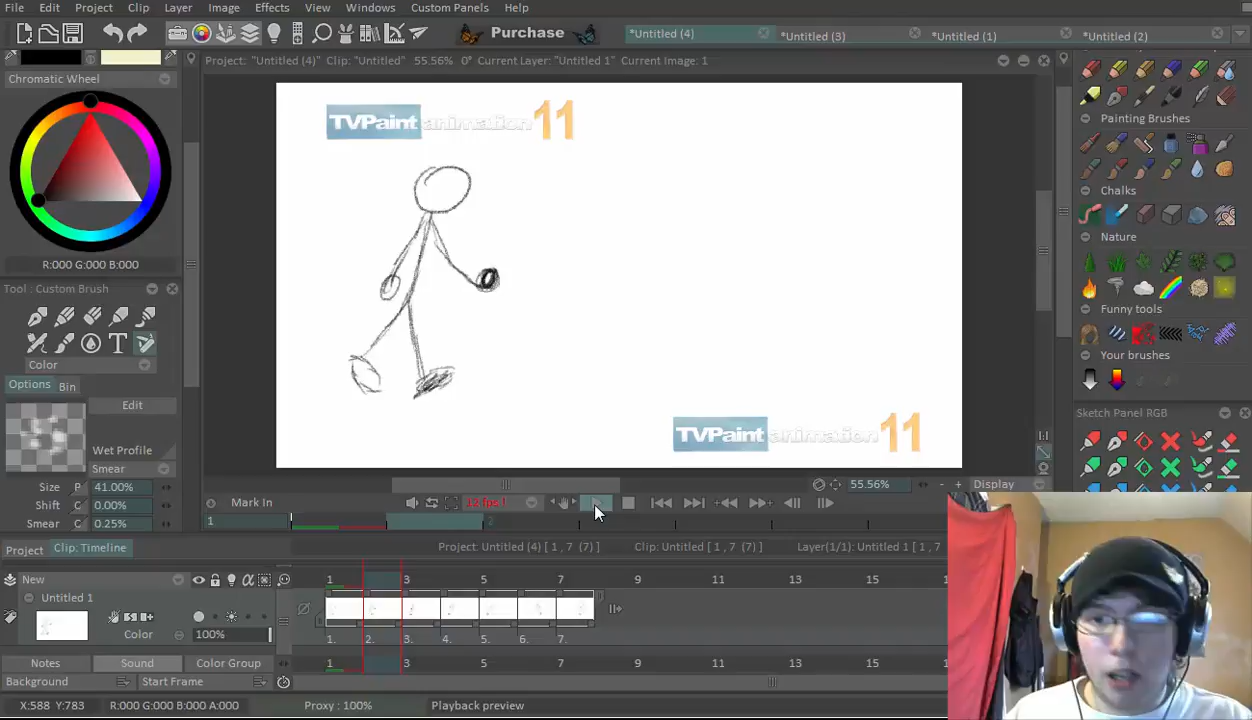 File Edit Project Clip Layer Image Effects View Windows Custom Panels Help
Purchase
*Untitled (4) *Untitled (3) *Untitled (1) *Untitled (2)
Project: "Untitled (4)" Clip: "Untitled" 55.56% 0° Current Layer: "Untitled 1" Current Image: 1
Chromatic Wheel
TVPaint animation 11
Painting Brushes
Chalks
Nature
R:000 G:000 B:000
Tool : Custom Brush
Funny tools
Your brushes
Color
Options Bin
Edit
Sketch Panel RGB
TVPaint animation 11
Wet Profile
Smear
Size P 41.00%
Shift C 0.00%
Smear C 0.25%
Mark In
12 fps !
1:1
55.56% - + Display
1 2
Project Clip: Timeline
Project: Untitled (4) [ 1 , 7 (7) ] Clip: Untitled [ 1 , 7 (7) ] Layer(1/1): Untitled 1 [ 1 , 7
New
1 3 5 7 9 11 13 15
Untitled 1
Color 100%
1. 2. 3. 4. 5. 6. 7.
Notes Sound Color Group
1 3 5 7 9 11 13 15
Background Start Frame
X:588 Y:783 R:000 G:000 B:000 A:000 Proxy : 100% Playback preview